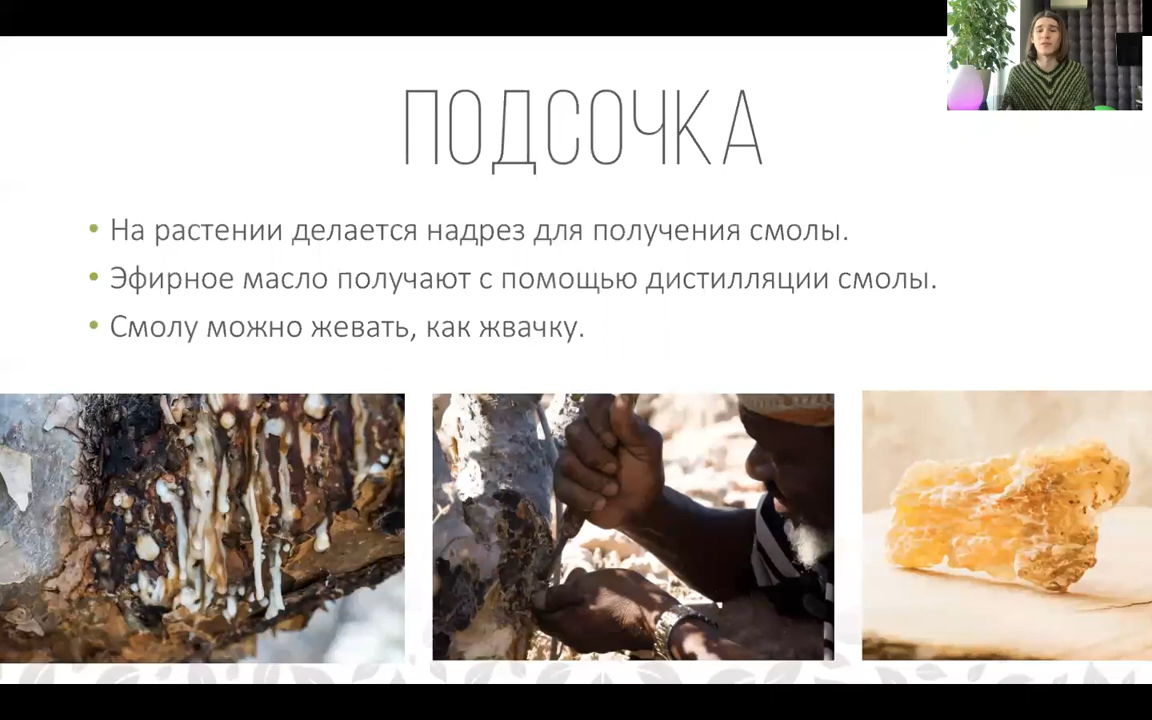 ПОДСОЧКА
• На растении делается надрез для получения смолы.
• Эфирное масло получают с помощью дистилляции смолы.
• Смолу можно жевать, как жвачку.